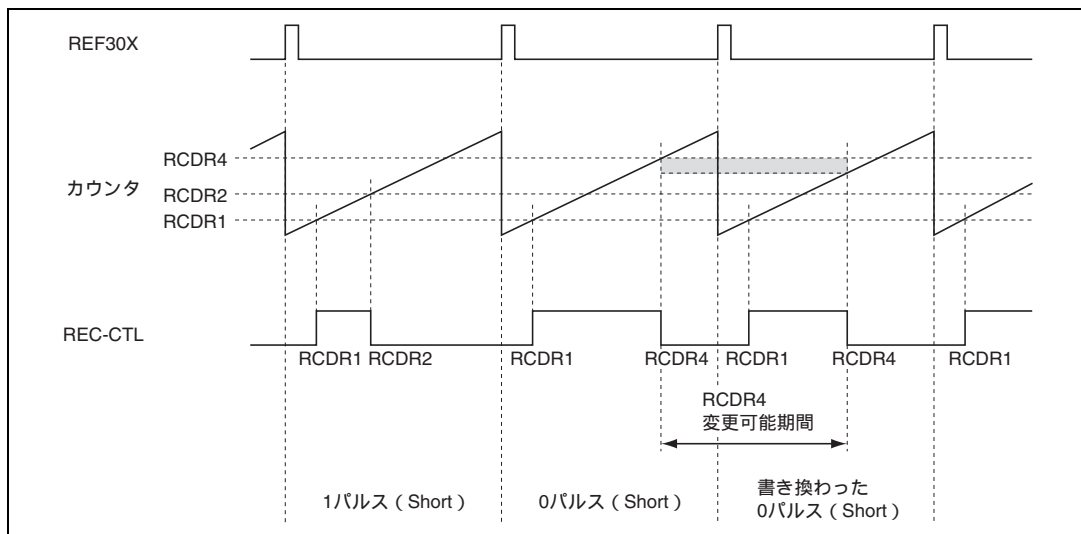 REF30X
カウンタ
RCDR4
RCDR2
RCDR1
REC-CTL
RCDR1 RCDR2 RCDR1 RCDR4 RCDR1 RCDR4 RCDR1
RCDR4
変更可能期間
1パルス（Short）
0パルス（Short）
書き換わった
0パルス（Short）